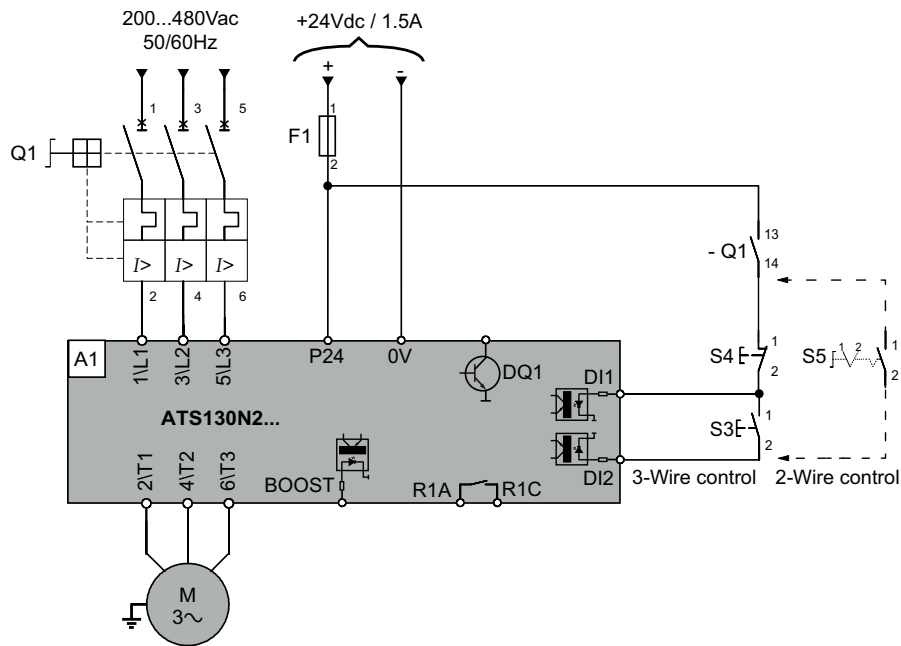 200...480Vac
50/60Hz
+24Vdc / 1.5A
+
-
1
3
5
F1
1
2
Q1
I>
I>
I>
2
4
6
- Q1
13
14
A1
1\L1
3\L2
5\L3
P24
0V
DQ1
DI1
S4
1
2
S5
1
2
1
2
ATS130N2...
S3
1
2
2\T1
4\T2
6\T3
BOOST
R1A
R1C
DI2
3-Wire control
2-Wire control
M
3~